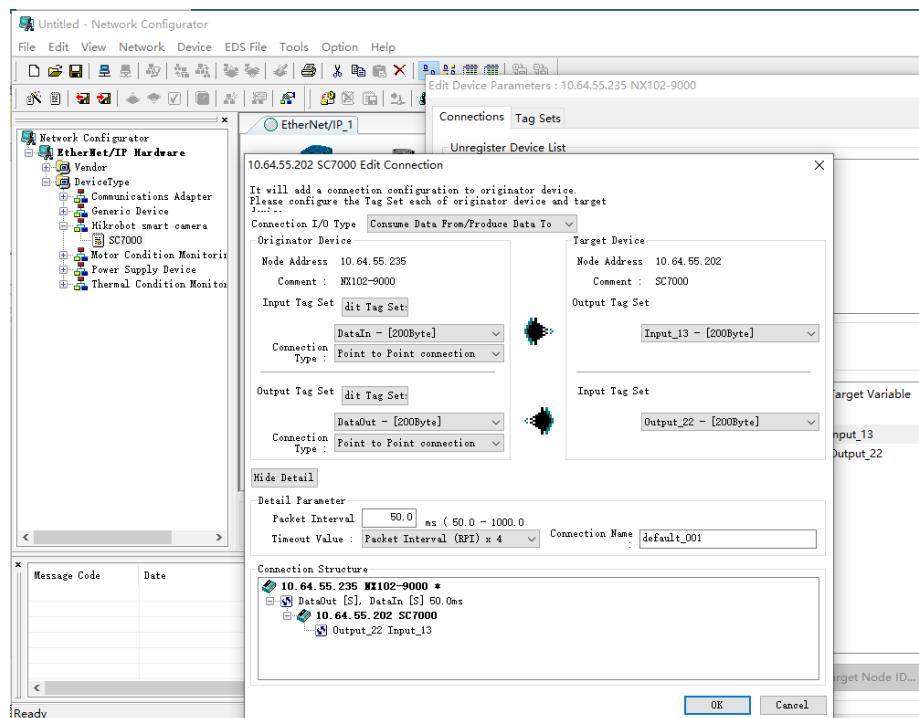 Untitled - Network Configurator
File Edit View Network Device EDS File Tools Option Help
Edit Device Parameters : 10.64.55.235 NX102-9000
Connections Tag Sets
Unregister Device List
EtherNet/IP_1
Network Configurator
EtherNet/IP Hardware
Vendor
DeviceType
Communications Adapter
Generic Device
Hikrobot smart camera
SC7000
Motor Condition Monitorin
Power Supply Device
Thermal Condition Monitor
10.64.55.202 SC7000 Edit Connection
It will add a connection configuration to originator device.
Please configure the Tag Set each of originator device and target
Connection I/O Type Consume Data From/Produce Data To
Originator Device
Node Address 10.64.55.235
Comment : NX102-9000
Input Tag Set dit Tag Set:
DataIn - [200Byte]
Connection Type : Point to Point connection
Output Tag Set dit Tag Set:
DataOut - [200Byte]
Connection Type : Point to Point connection
Target Device
Node Address 10.64.55.202
Comment : SC7000
Output Tag Set
Input_13 - [200Byte]
Input Tag Set
Output_22 - [200Byte]
Hide Detail
Detail Parameter
Packet Interval 50.0 ms ( 50.0 - 1000.0
Timeout Value : Packet Interval (RPI) x 4 Connection Name : default_001
Connection Structure
10.64.55.235 NX102-9000 *
DataOut [S], DataIn [S] 50.0ms
10.64.55.202 SC7000
Output_22 Input_13
OK Cancel
arget Variable
nput_13
Output_22
arget Node ID...
Message Code Date
Ready